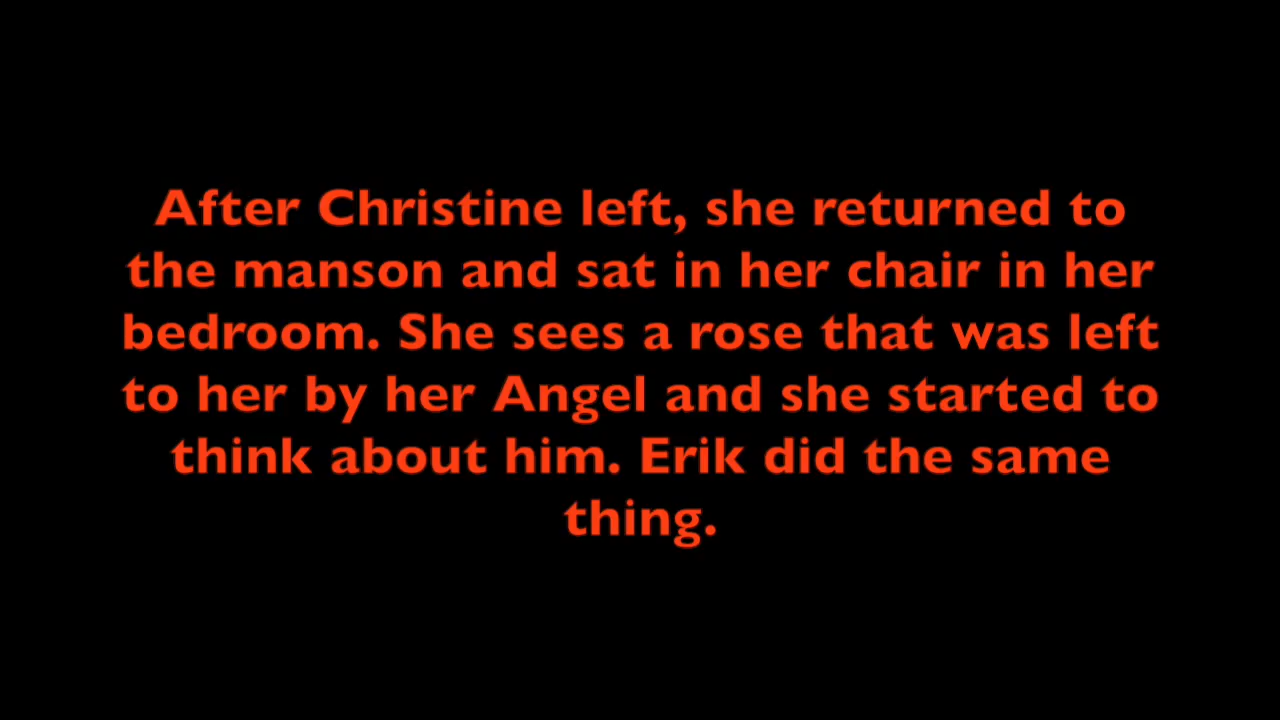 After Christine left, she returned to
the manson and sat in her chair in her
bedroom. She sees a rose that was left
to her by her Angel and she started to
think about him. Erik did the same
thing.